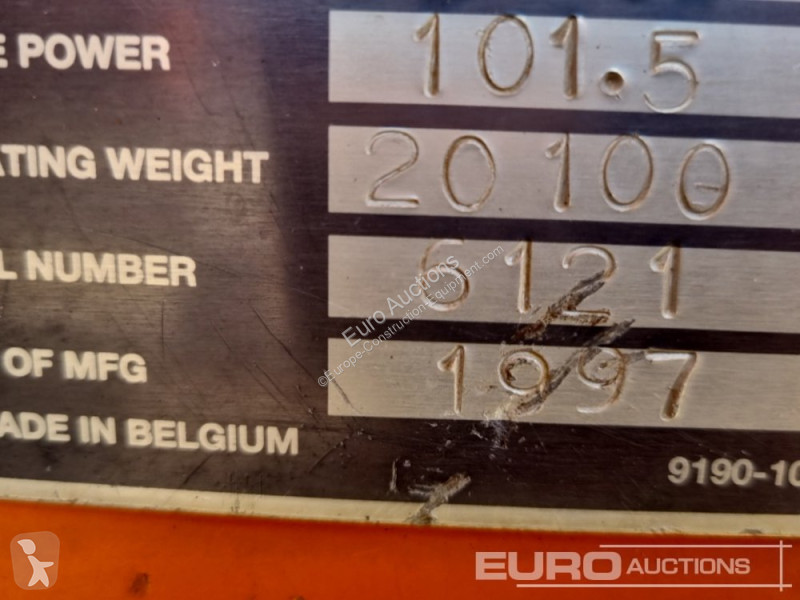 E POWER 101.5
ATING WEIGHT 20100
L NUMBER 6121
OF MFG 1997
ADE IN BELGIUM
9190-10
Euro Auctions
©Europe-Construction-Equipment.com
EURO AUCTIONS